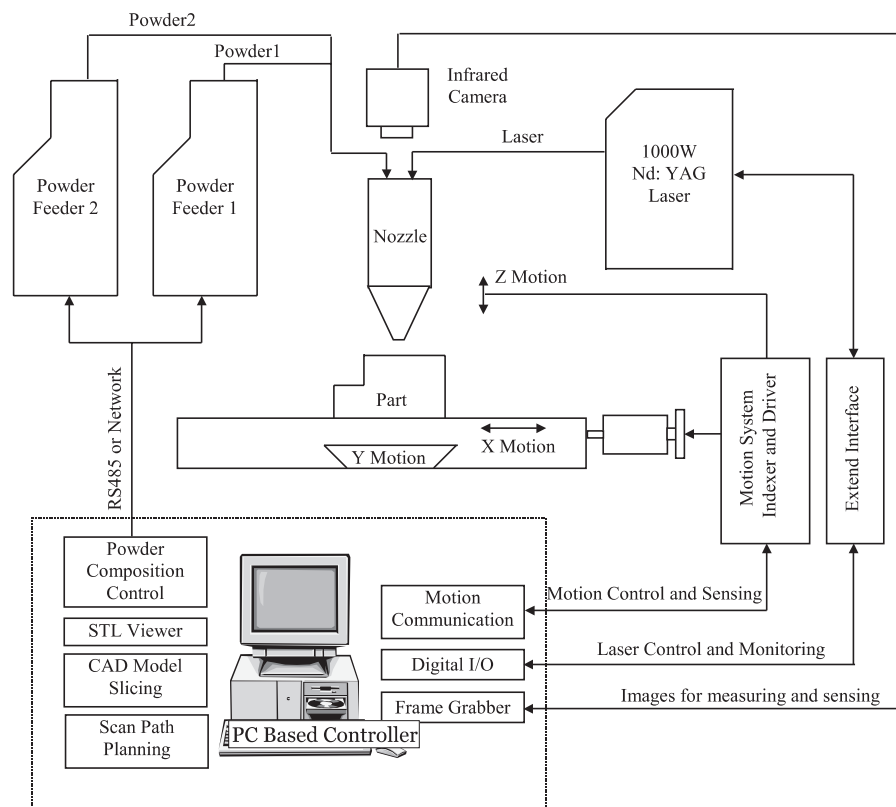 Powder2
Powder1
Infrared
Camera
Laser
1000W
Nd: YAG
Laser
Powder
Feeder 2
Powder
Feeder 1
Nozzle
Z Motion
Part
X Motion
Y Motion
Motion System
Indexer and Driver
Extend Interface
RS485 or Network
Powder
Composition
Control
STL Viewer
CAD Model
Slicing
Scan Path
Planning
PC Based Controller
Motion
Communication
Digital I/O
Frame Grabber
Motion Control and Sensing
Laser Control and Monitoring
Images for measuring and sensing